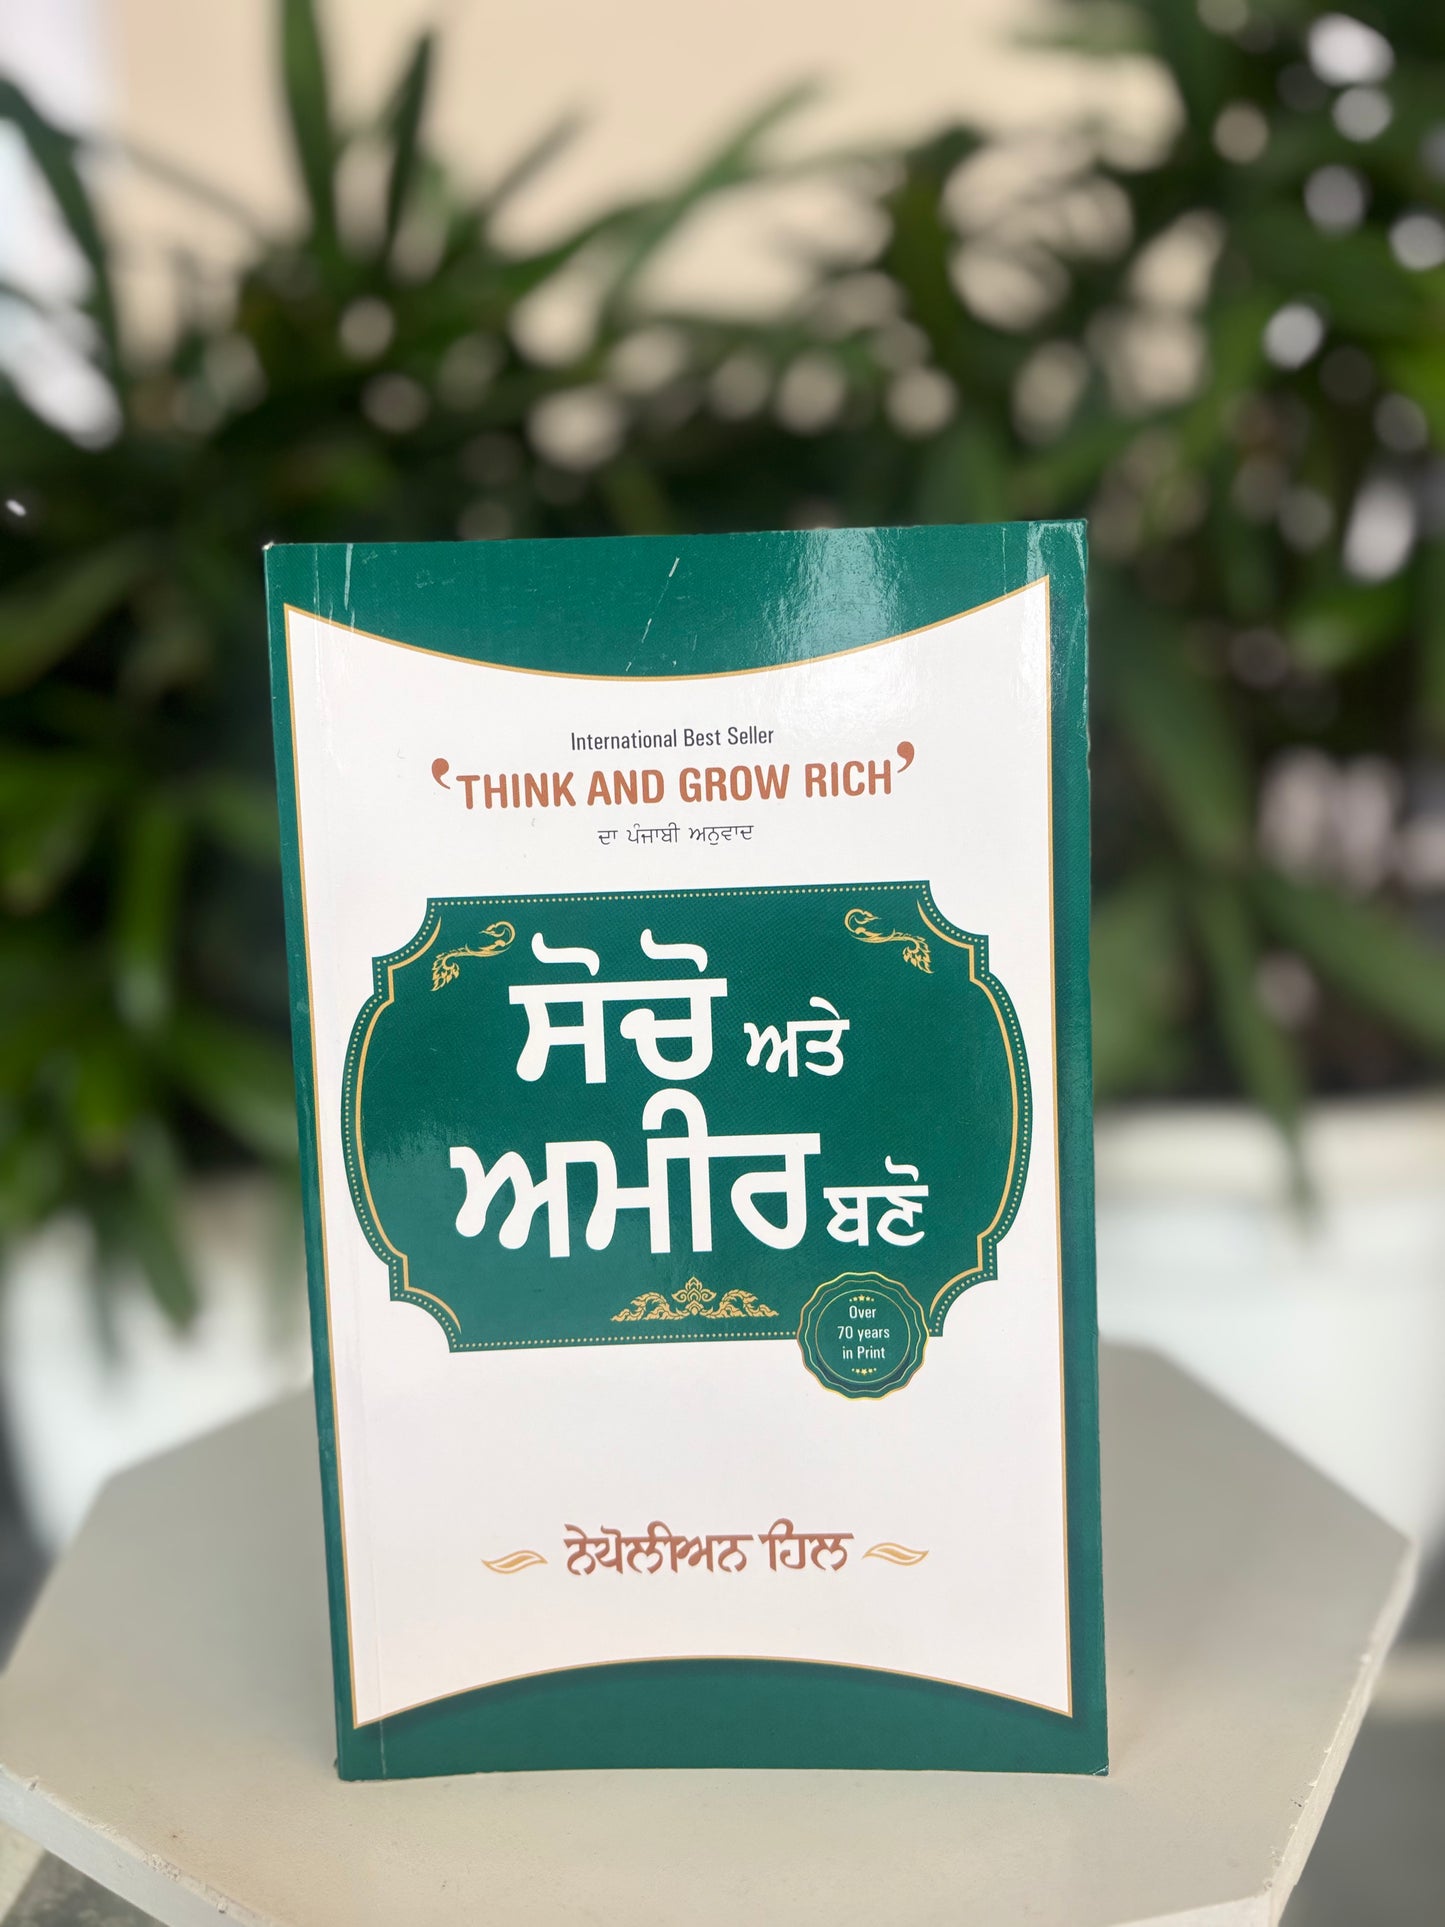 International Best Seller
‘THINK AND GROW RICH’
ਦਾ ਪੰਜਾਬੀ ਅਨੁਵਾਦ
ਸੋਚੋ ਅਤੇ
ਅਮੀਰ ਬਣੋ
Over
70 years
in Print
ਨੇਪੋਲੀਅਨ ਹਿਲ